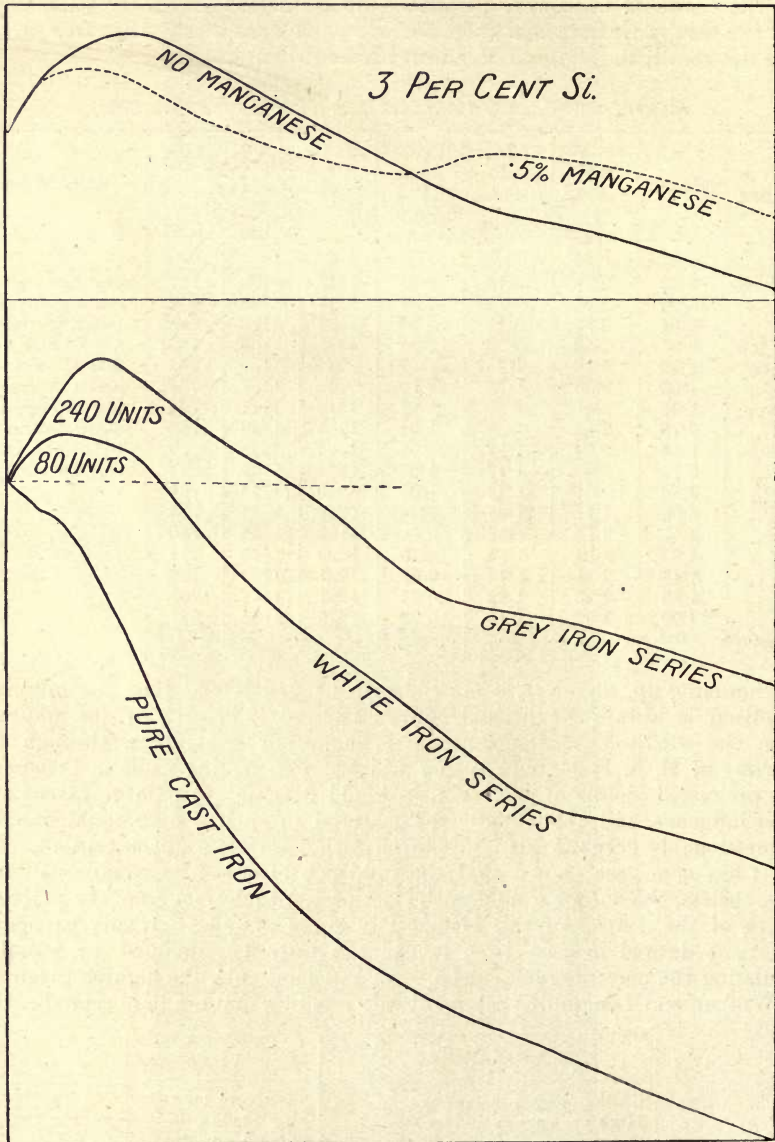 3 PER CENT Si.
NO MANGANESE
·5% MANGANESE
240 UNITS
80 UNITS
GREY IRON SERIES
WHITE IRON SERIES
PURE CAST IRON